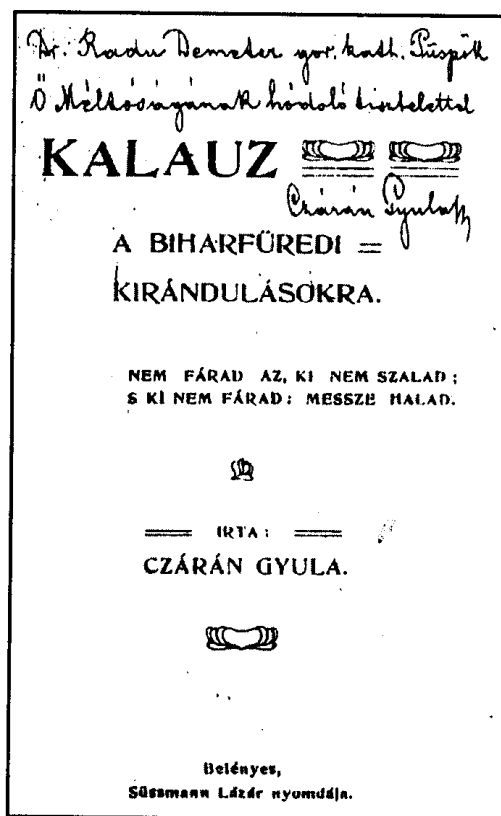 Dr. Radu Demeter gör. kath. Püspök
Ő Méltóságának hódoló tisztelettel
KALAUZ
Czárán Gyula
A BIHARFÜREDI
KIRÁNDULÁSOKRA.
NEM FÁRAD AZ, KI NEM SZALAD;
S KI NEM FÁRAD: MESSZE HALAD.
IRTA:
CZÁRÁN GYULA.
Belényes,
Süssmann Lázár nyomdája.